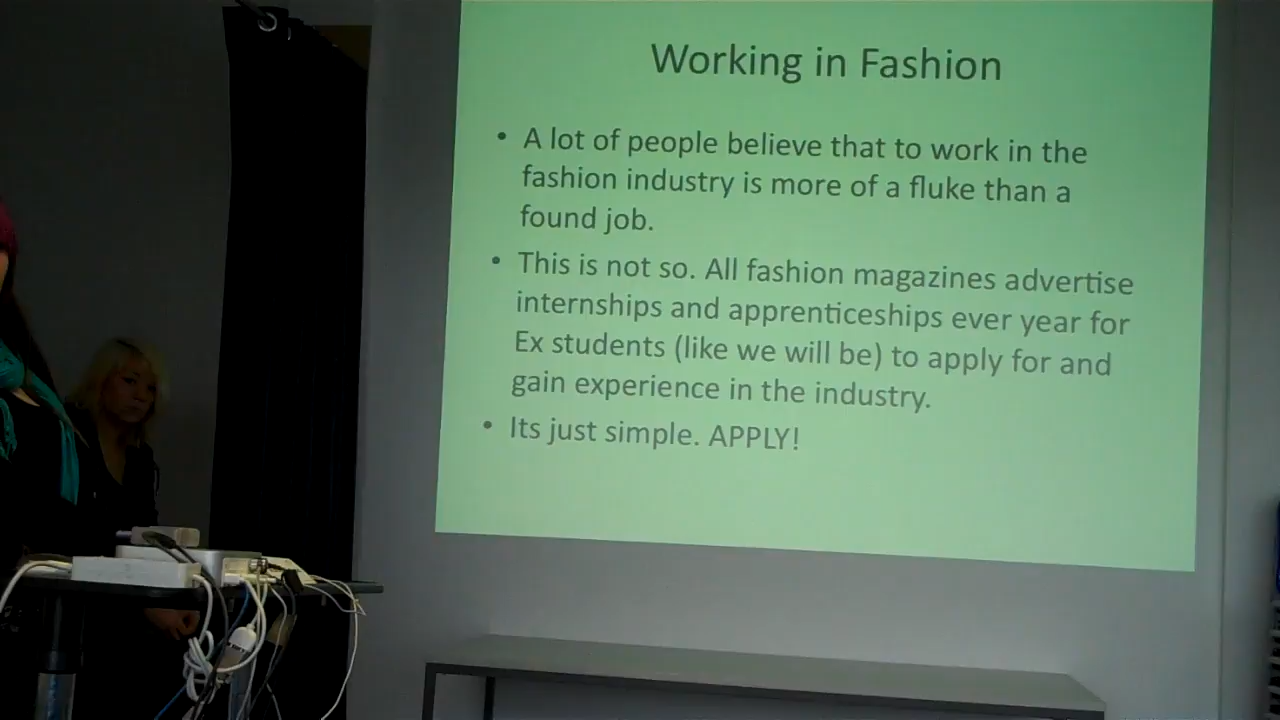 Working in Fashion
• A lot of people believe that to work in the
fashion industry is more of a fluke than a
found job.
• This is not so. All fashion magazines advertise
internships and apprenticeships ever year for
Ex students (like we will be) to apply for and
gain experience in the industry.
• Its just simple. APPLY!